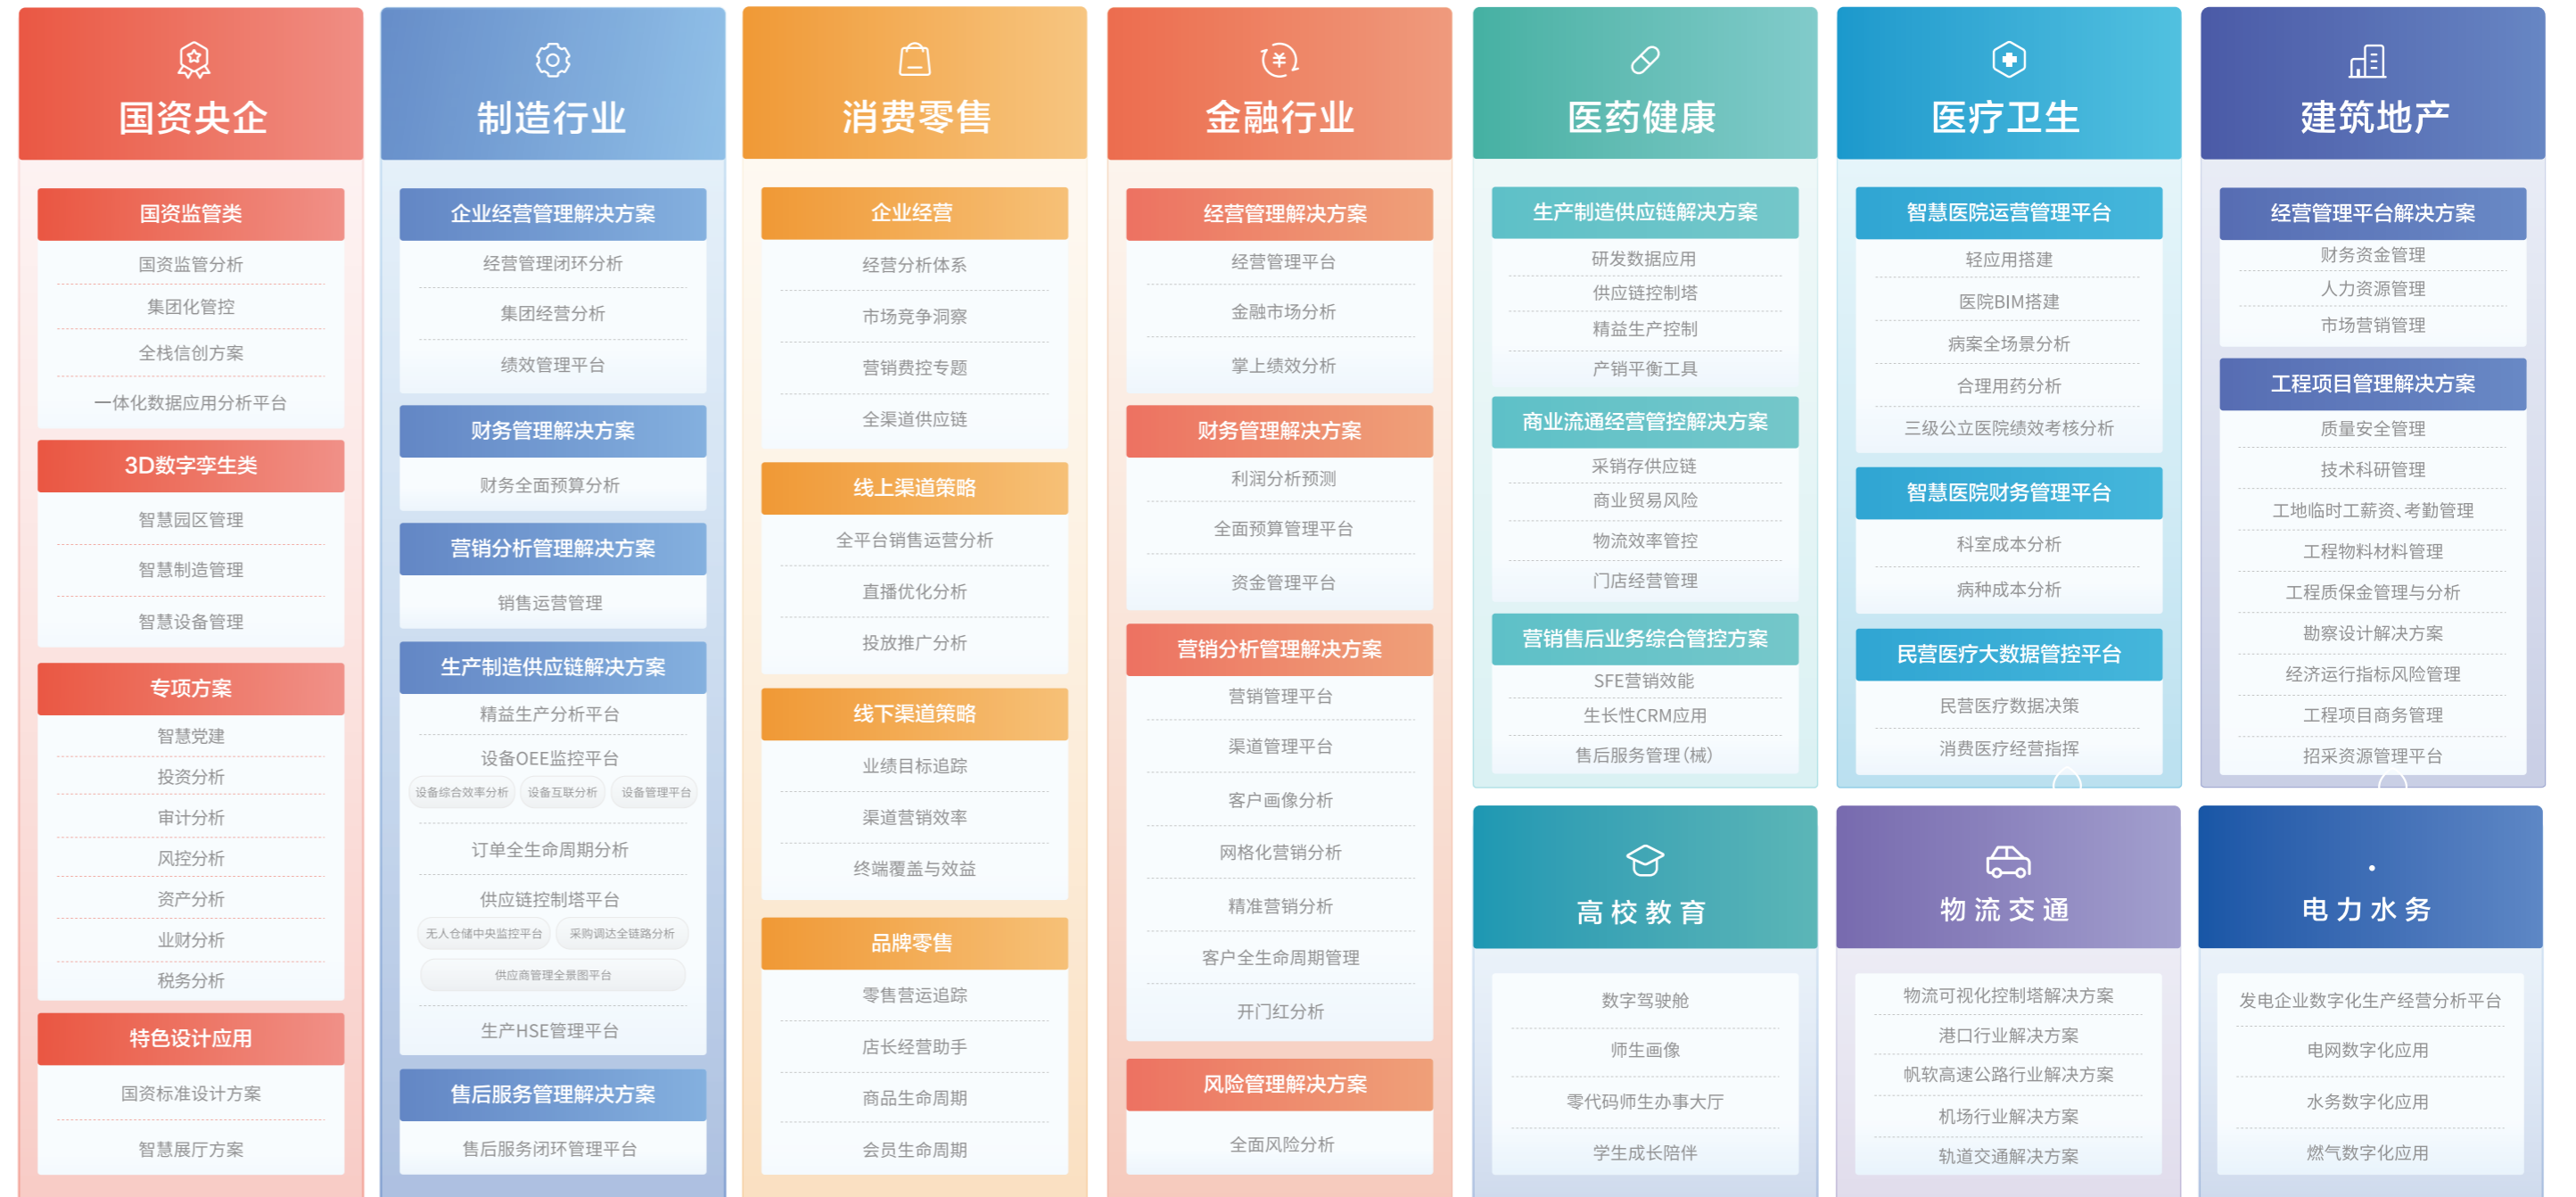 国资央企
国资监管类
国资监管分析
集团化管控
全栈信创方案
一体化数据应用分析平台
3D数字孪生类
智慧园区管理
智慧制造管理
智慧设备管理
专项方案
智慧党建
投资分析
审计分析
风控分析
资产分析
业财分析
税务分析
特色设计应用
国资标准设计方案
智慧展厅方案
制造行业
企业经营管理解决方案
经营管理闭环分析
集团经营分析
绩效管理平台
财务管理解决方案
财务全面预算分析
营销分析管理解决方案
销售运营管理
生产制造供应链解决方案
精益生产分析平台
设备OEE监控平台
设备综合效率分析 设备互联分析 设备管理平台
订单全生命周期分析
供应链控制塔平台
无人仓储中央监控平台 采购调达全链路分析
供应商管理全景图平台
生产HSE管理平台
售后服务管理解决方案
售后服务闭环管理平台
消费零售
企业经营
经营分析体系
市场竞争洞察
营销费控专题
全渠道供应链
线上渠道策略
全平台销售运营分析
直播优化分析
投放推广分析
线下渠道策略
业绩目标追踪
渠道营销效率
终端覆盖与效益
品牌零售
零售营运追踪
店长经营助手
商品生命周期
会员生命周期
金融行业
经营管理解决方案
经营管理平台
金融市场分析
掌上绩效分析
财务管理解决方案
利润分析预测
全面预算管理平台
资金管理平台
营销分析管理解决方案
营销管理平台
渠道管理平台
客户画像分析
网格化营销分析
精准营销分析
客户全生命周期管理
开门红分析
风险管理解决方案
全面风险分析
医药健康
生产制造供应链解决方案
研发数据应用
供应链控制塔
精益生产控制
产销平衡工具
商业流通经营管控解决方案
采销存供应链
商业贸易风险
物流效率管控
门店经营管理
营销售后业务综合管控方案
SFE营销效能
生长性CRM应用
售后服务管理（械）
医疗卫生
智慧医院运营管理平台
轻应用搭建
医院BIM搭建
病案全场景分析
合理用药分析
三级公立医院绩效考核分析
智慧医院财务管理平台
科室成本分析
病种成本分析
民营医疗大数据管控平台
民营医疗数据决策
消费医疗经营指挥
建筑地产
经营管理平台解决方案
财务资金管理
人力资源管理
市场营销管理
工程项目管理解决方案
质量安全管理
技术科研管理
工地临时工薪资、考勤管理
工程物料材料管理
工程质保金管理与分析
勘察设计解决方案
经济运行指标风险管理
工程项目商务管理
招采资源管理平台
高校教育
数字驾驶舱
师生画像
零代码师生办事大厅
学生成长陪伴
物流交通
物流可视化控制塔解决方案
港口行业解决方案
帆软高速公路行业解决方案
机场行业解决方案
轨道交通解决方案
电力水务
发电企业数字化生产经营分析平台
电网数字化应用
水务数字化应用
燃气数字化应用